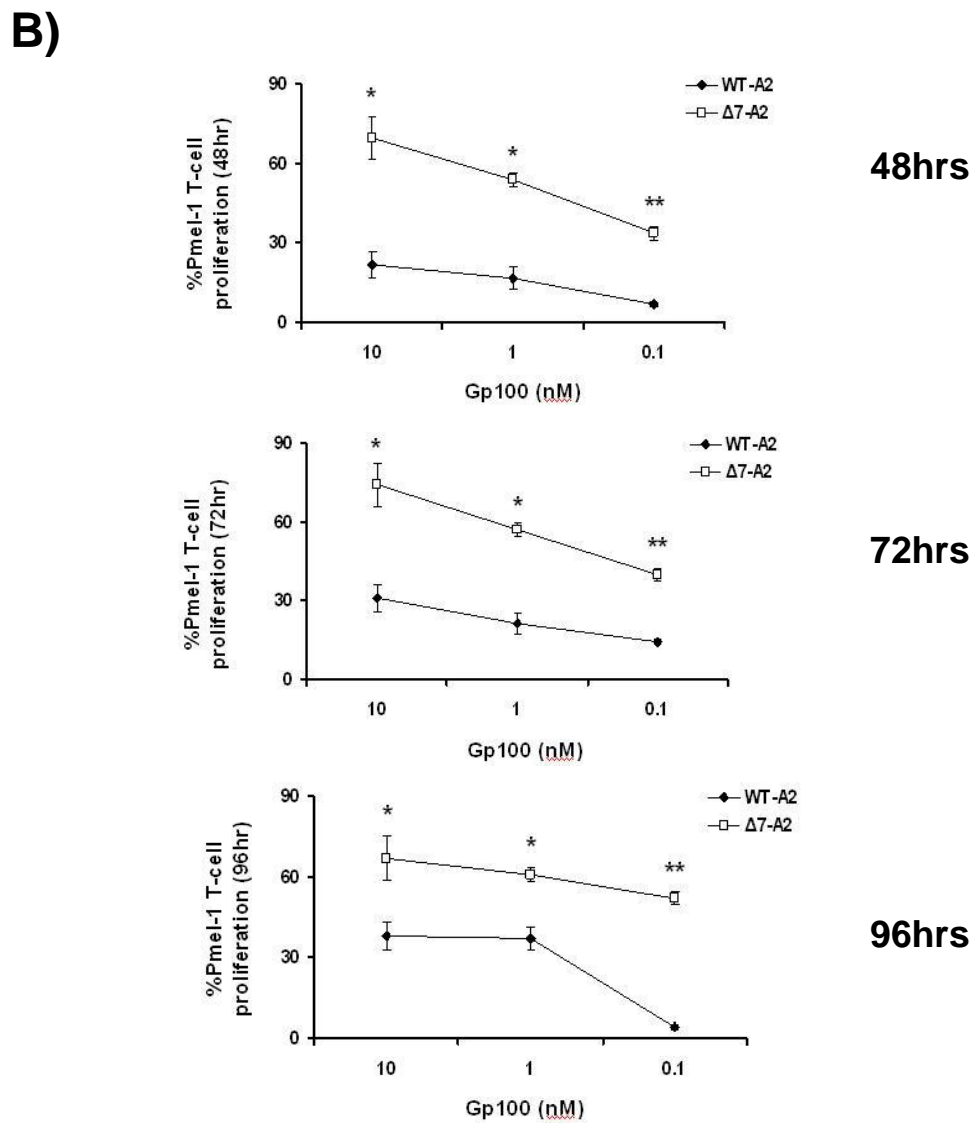 B)
90
60
30
0
%Pmel-1 T-cell
proliferation (48hr)
*
*
**
WT-A2
Δ7-A2
10
1
0.1
Gp100 (nM)
48hrs
90
60
30
0
%Pmel-1 T-cell
proliferation (72hr)
*
*
**
WT-A2
Δ7-A2
10
1
0.1
Gp100 (nM)
72hrs
90
60
30
0
%Pmel-1 T-cell
proliferation (96hr)
*
*
**
WT-A2
Δ7-A2
10
1
0.1
Gp100 (nM)
96hrs